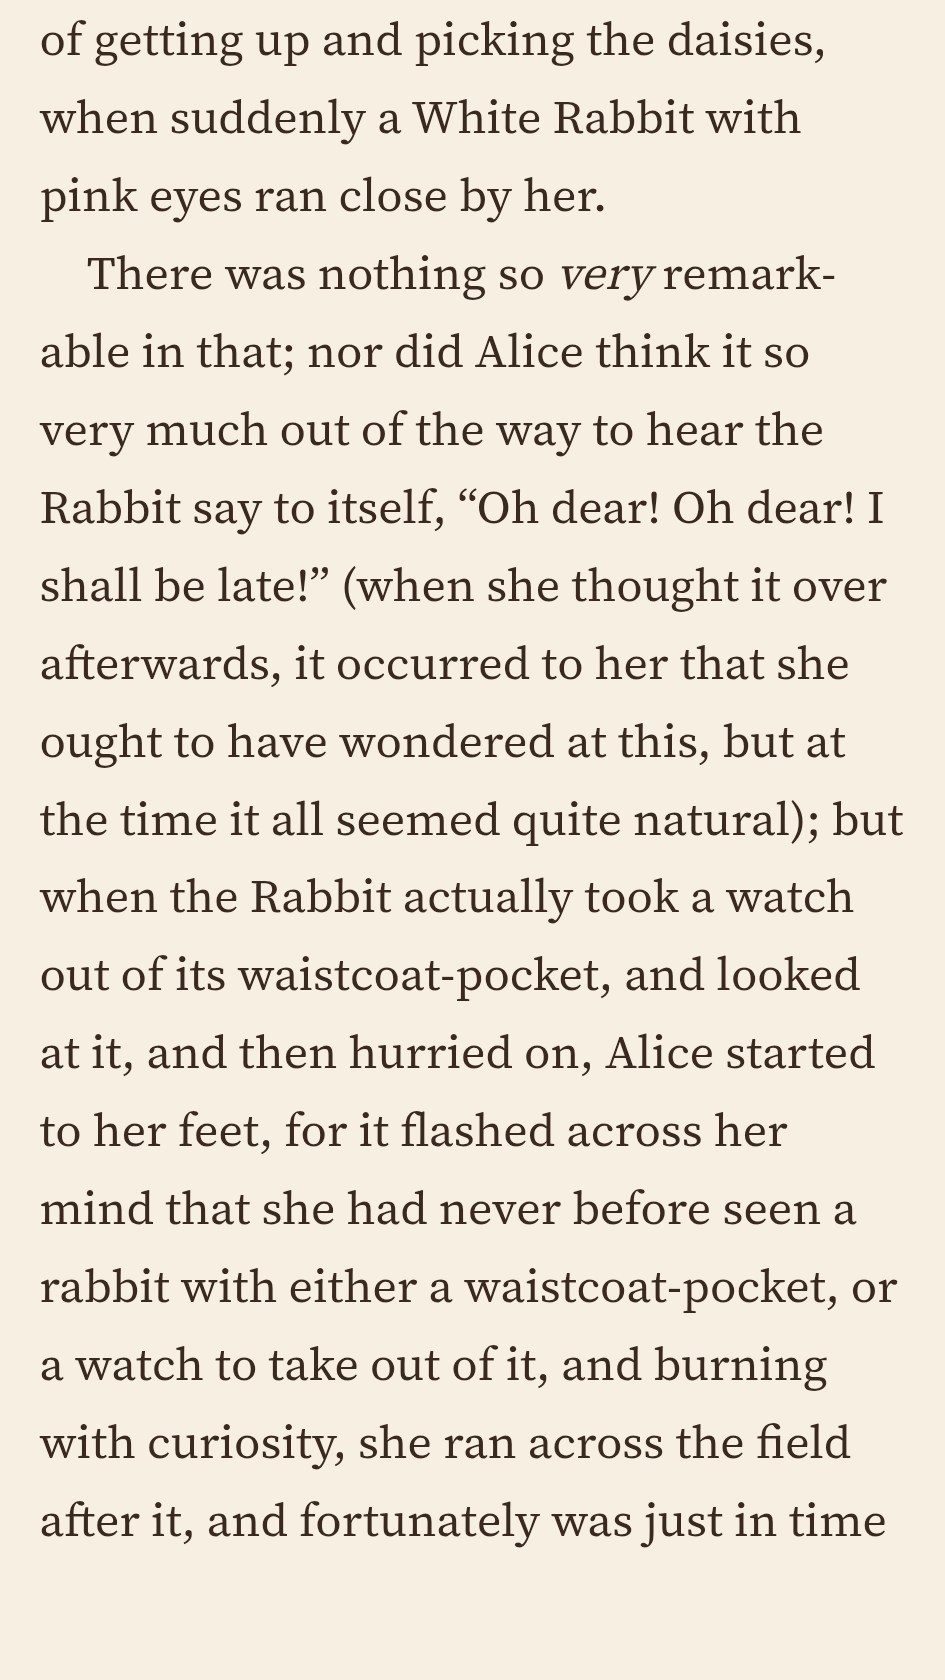 of getting up and picking the daisies,
when suddenly a White Rabbit with
pink eyes ran close by her.
There was nothing so very remark-
able in that; nor did Alice think it so
very much out of the way to hear the
Rabbit say to itself, “Oh dear! Oh dear! I
shall be late!” (when she thought it over
afterwards, it occurred to her that she
ought to have wondered at this, but at
the time it all seemed quite natural); but
when the Rabbit actually took a watch
out of its waistcoat-pocket, and looked
at it, and then hurried on, Alice started
to her feet, for it flashed across her
mind that she had never before seen a
rabbit with either a waistcoat-pocket, or
a watch to take out of it, and burning
with curiosity, she ran across the field
after it, and fortunately was just in time